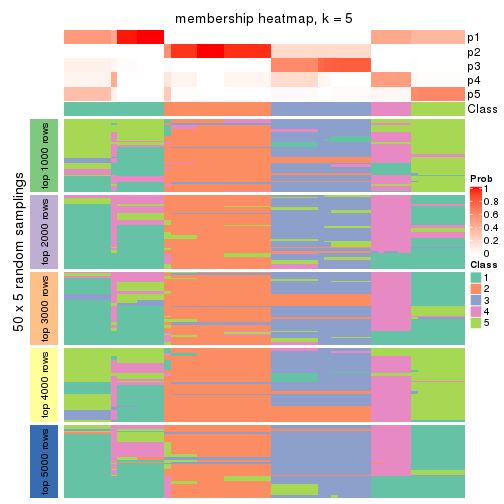 membership heatmap, k = 5
p1
p2
p3
p4
p5
Class
50 x 5 random samplings
top 1000 rows
top 2000 rows
top 3000 rows
top 4000 rows
top 5000 rows
Prob
1
0.8
0.6
0.4
0.2
0
Class
1
2
3
4
5